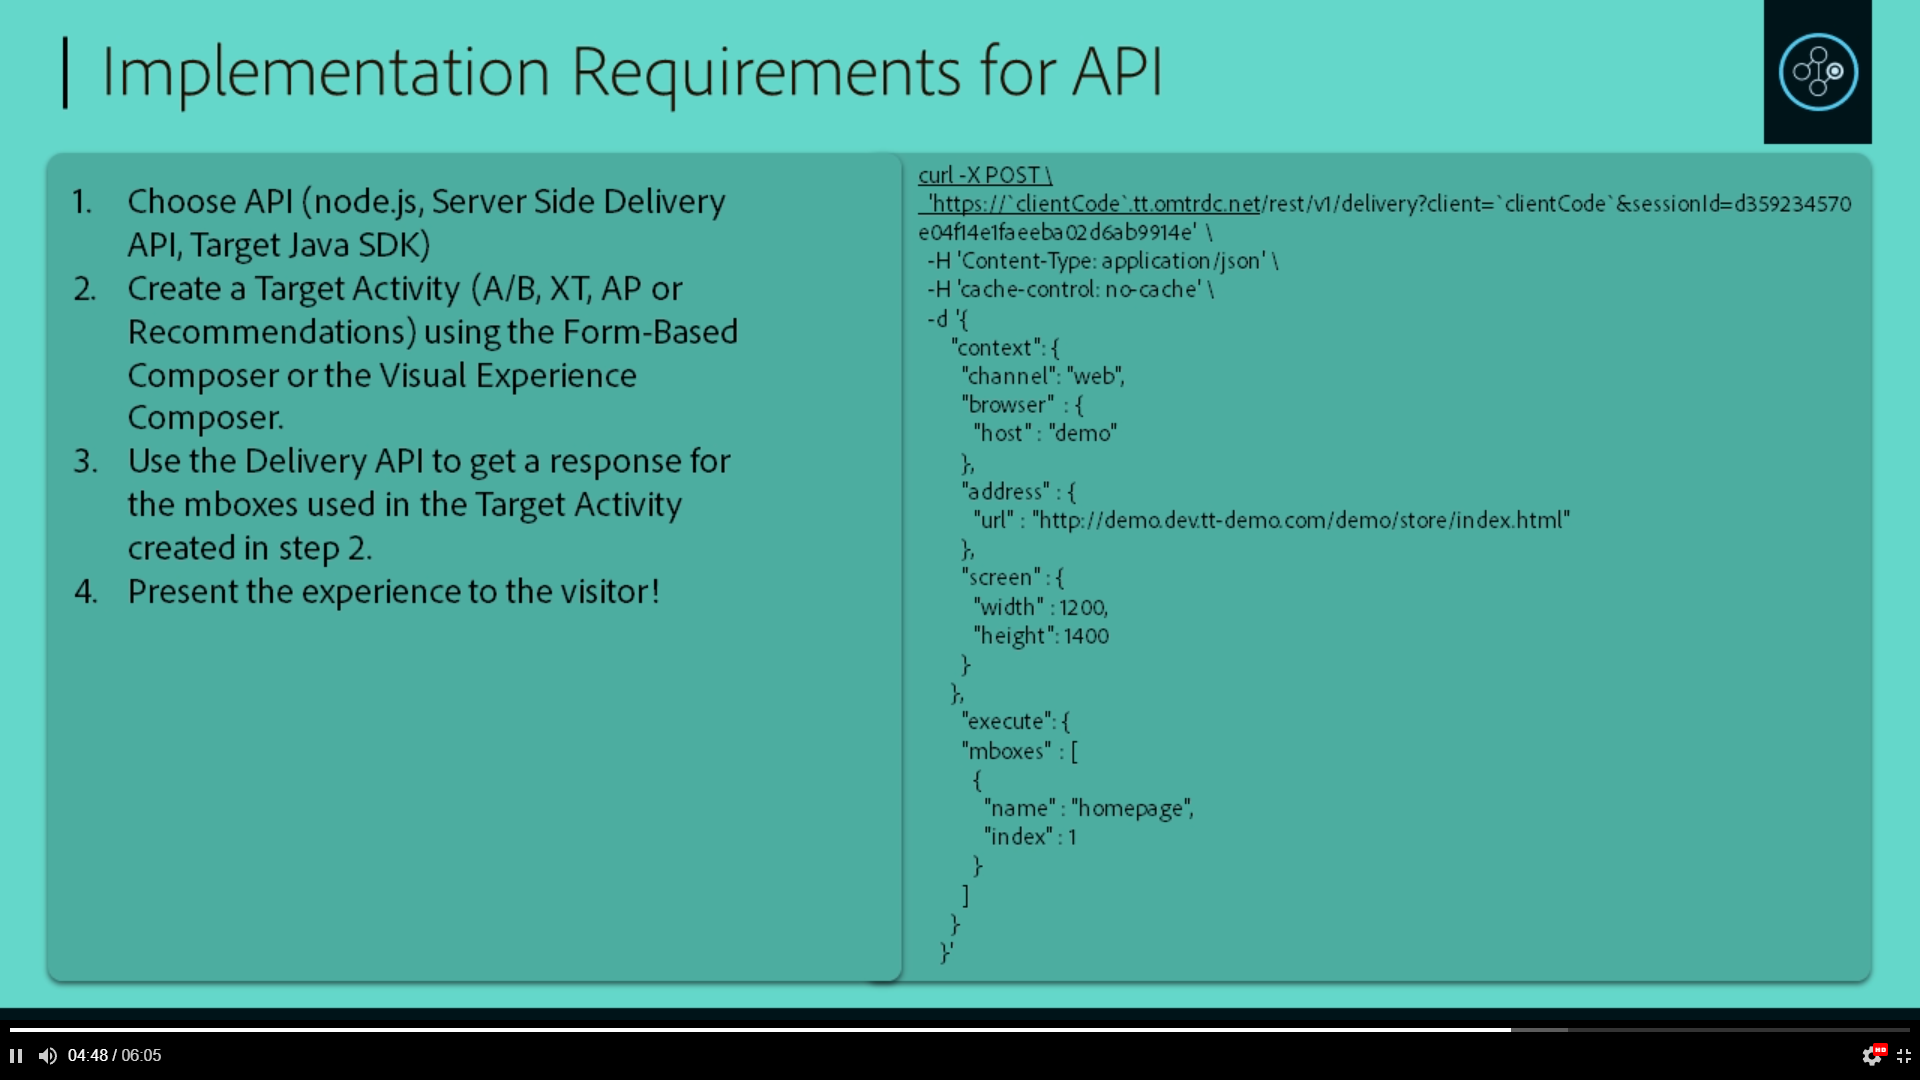 Implementation Requirements for API
1. Choose API (node.js, Server Side Delivery
API, Target Java SDK)
2. Create a Target Activity (A/B, XT, AP or
Recommendations) using the Form-Based
Composer or the Visual Experience
Composer.
3. Use the Delivery API to get a response for
the mboxes used in the Target Activity
created in step 2.
4. Present the experience to the visitor!
curl -X POST \
'https://`clientCode`.tt.omtrdc.net/rest/v1/delivery?client=`clientCode`&sessionId=d359234570
e04f14e1faeeba02d6ab9914e' \
-H 'Content-Type: application/json' \
-H 'cache-control: no-cache' \
-d '{
"context": {
"channel": "web",
"browser" : {
"host" : "demo"
},
"address" : {
"url" : "http://demo.dev.tt-demo.com/demo/store/index.html"
},
"screen" : {
"width" : 1200,
"height": 1400
}
},
"execute": {
"mboxes" : [
{
"name" : "homepage",
"index" : 1
}
]
}
}'
04:48 / 06:05
HD